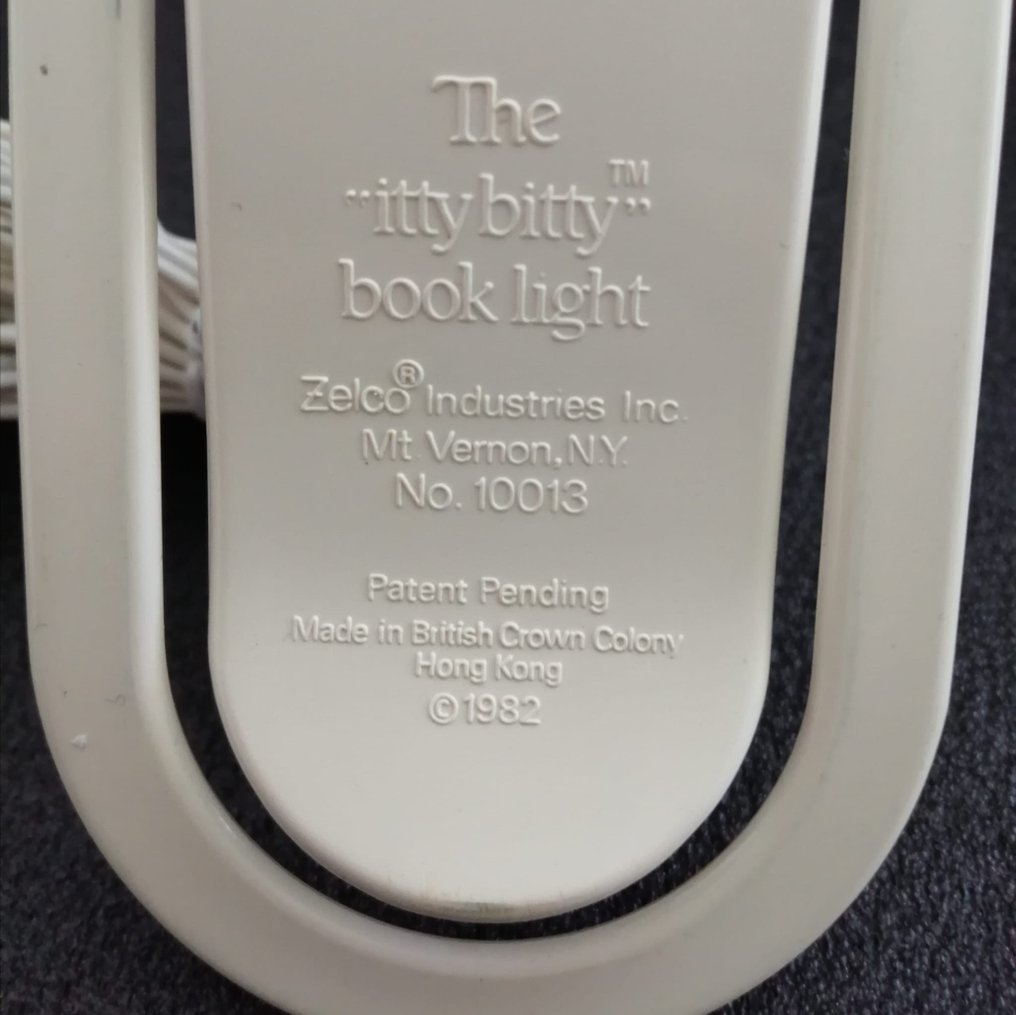 The
"itty bitty"™
book light
Zelco® Industries Inc.
Mt. Vernon, N.Y.
No. 10013
Patent Pending
Made in British Crown Colony
Hong Kong
©1982